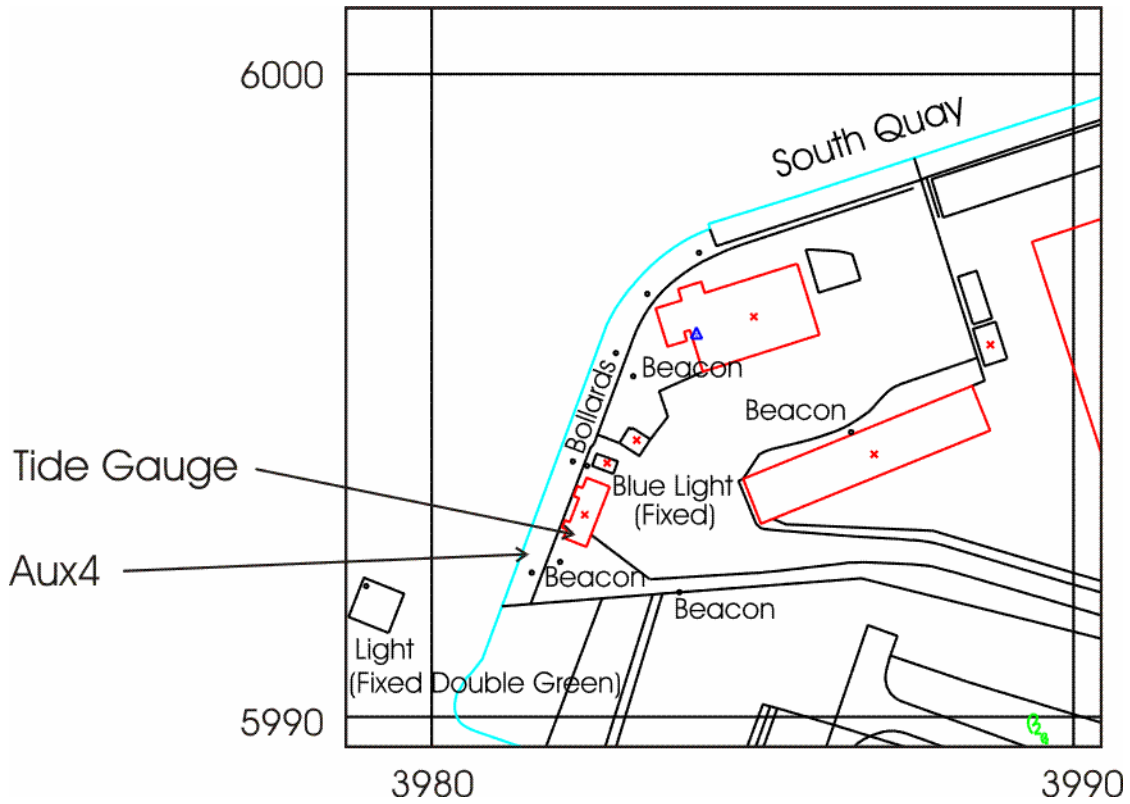 6000
South Quay
Beacon
Bollards
Beacon
Tide Gauge
Blue Light
(Fixed)
Aux4
Beacon
Beacon
Light
(Fixed Double Green)
5990
3980
3990